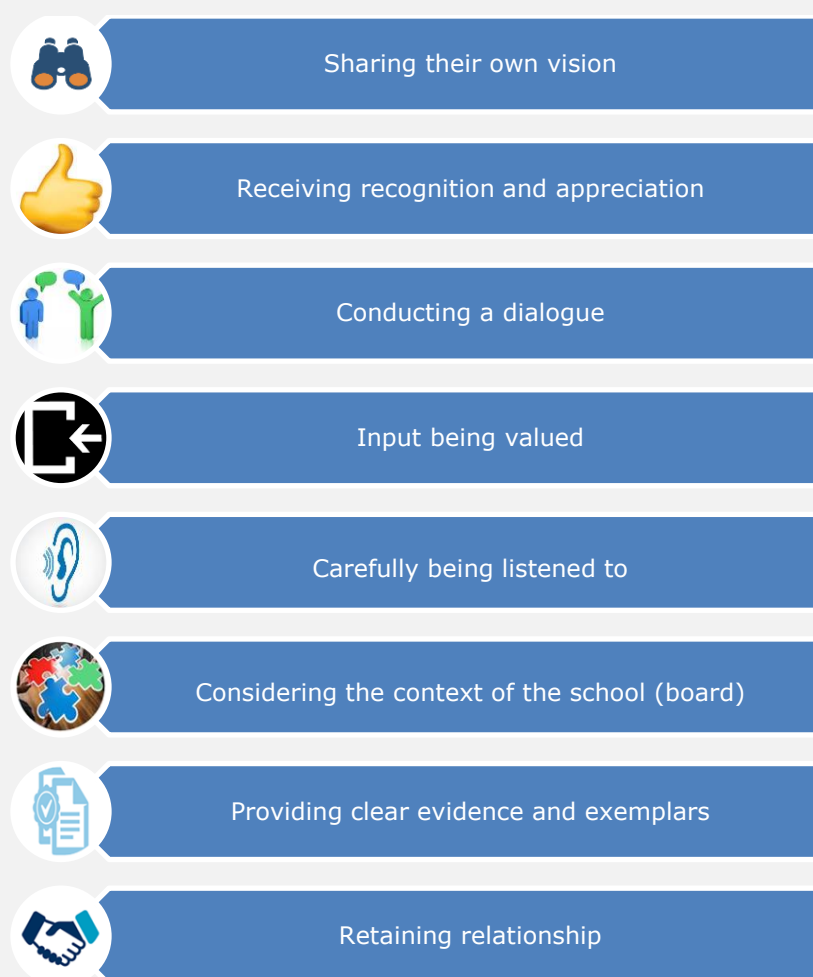 Sharing their own vision
Receiving recognition and appreciation
Conducting a dialogue
Input being valued
Carefully being listened to
Considering the context of the school (board)
Providing clear evidence and exemplars
Retaining relationship